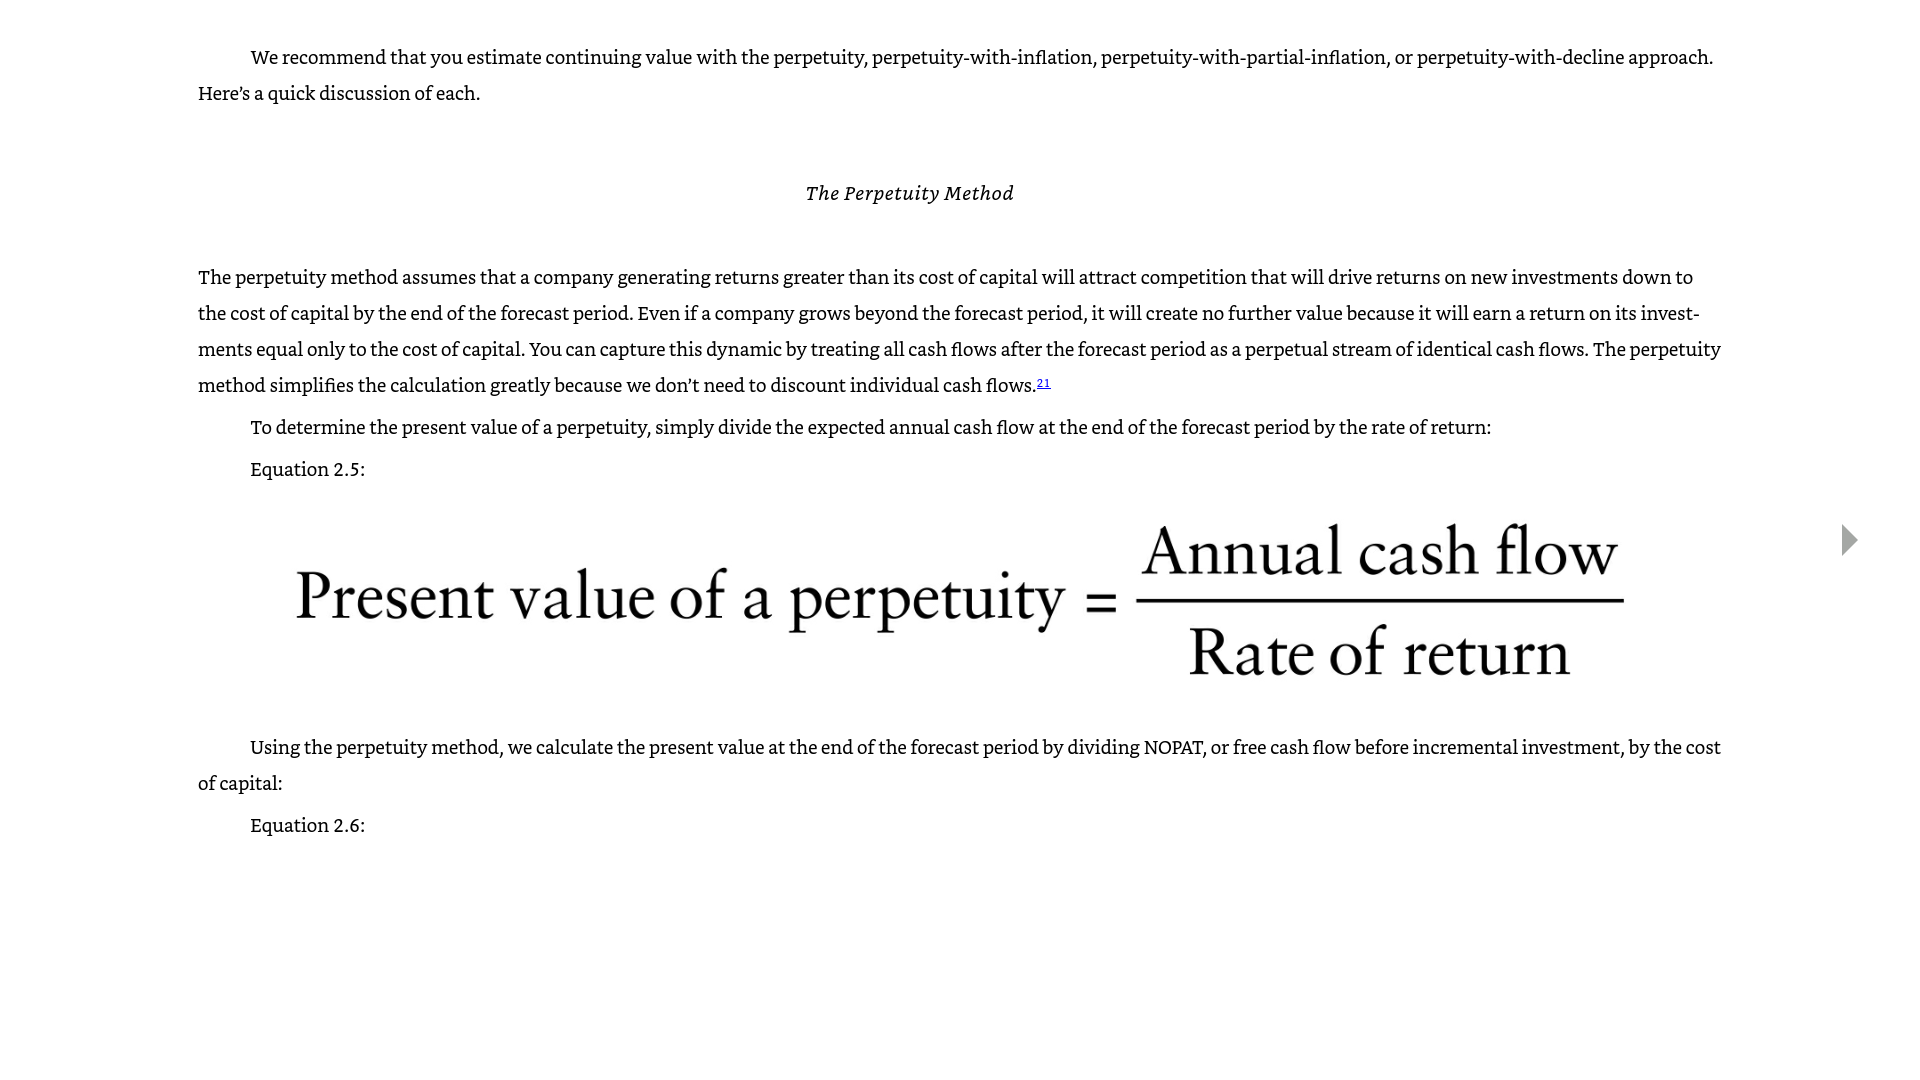 We recommend that you estimate continuing value with the perpetuity, perpetuity-with-inflation, perpetuity-with-partial-inflation, or perpetuity-with-decline approach.
Here’s a quick discussion of each.
The Perpetuity Method
The perpetuity method assumes that a company generating returns greater than its cost of capital will attract competition that will drive returns on new investments down to
the cost of capital by the end of the forecast period. Even if a company grows beyond the forecast period, it will create no further value because it will earn a return on its invest-
ments equal only to the cost of capital. You can capture this dynamic by treating all cash flows after the forecast period as a perpetual stream of identical cash flows. The perpetuity
method simplifies the calculation greatly because we don’t need to discount individual cash flows.21
To determine the present value of a perpetuity, simply divide the expected annual cash flow at the end of the forecast period by the rate of return:
Equation 2.5:
Present value of a perpetuity = Annual cash flow
Rate of return
Using the perpetuity method, we calculate the present value at the end of the forecast period by dividing NOPAT, or free cash flow before incremental investment, by the cost
of capital:
Equation 2.6: